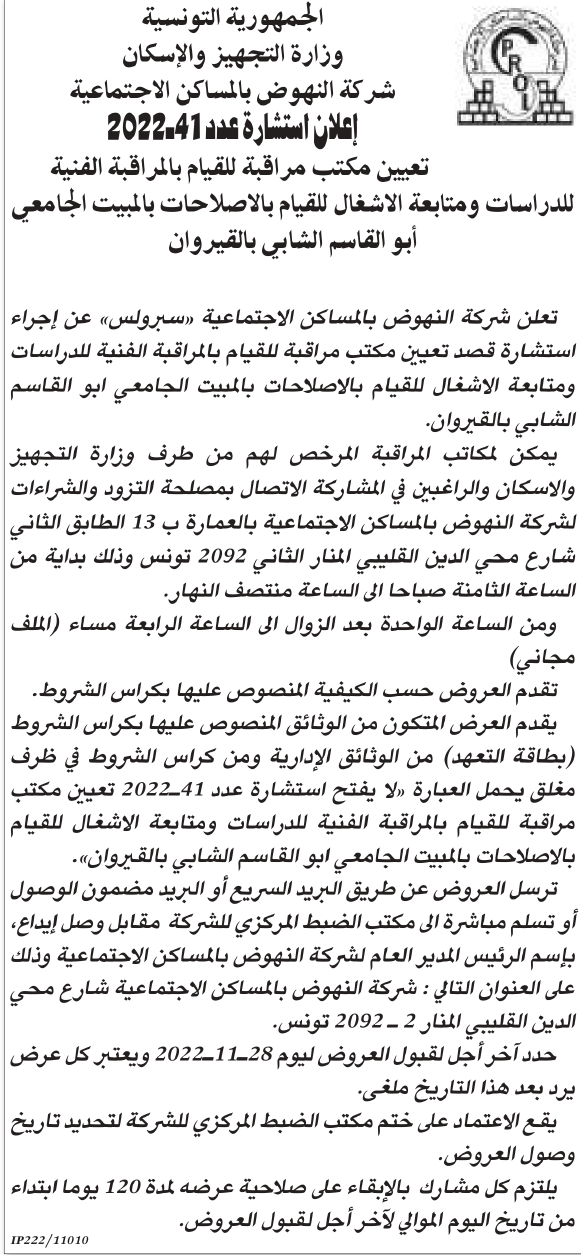 الجمهورية التونسية
وزارة التجهيز والإسكان
شركة النهوض بالمساكن الاجتماعية
إعلان استشارة عدد 41ـ2022
تعيين مكتب مراقبة للقيام بالمراقبة الفنية
للدراسات ومتابعة الاشغال للقيام بالاصلاحات بالمبيت الجامعي
أبو القاسم الشابي بالقيروان
SPROLS
تعلن شركة النهوض بالمساكن الاجتماعية «سبرولس» عن إجراء
استشارة قصد تعيين مكتب مراقبة للقيام بالمراقبة الفنية للدراسات
ومتابعة الاشغال للقيام بالاصلاحات بالمبيت الجامعي ابو القاسم
الشابي بالقيروان.
يمكن لمكاتب المراقبة المرخص لهم من طرف وزارة التجهيز
والاسكان والراغبين في المشاركة الاتصال بمصلحة التزود والشراءات
لشركة النهوض بالمساكن الاجتماعية بالعمارة ب 13 الطابق الثاني
شارع محي الدين القليبي المنار الثاني 2092 تونس وذلك بداية من
الساعة الثامنة صباحا الى الساعة منتصف النهار.
ومن الساعة الواحدة بعد الزوال الى الساعة الرابعة مساء (الملف
مجاني)
تقدم العروض حسب الكيفية المنصوص عليها بكراس الشروط.
يقدم العرض المتكون من الوثائق المنصوص عليها بكراس الشروط
(بطاقة التعهد) من الوثائق الإدارية ومن كراس الشروط في ظرف
مغلق يحمل العبارة «لا يفتح استشارة عدد 41ــ2022 تعيين مكتب
مراقبة للقيام بالمراقبة الفنية للدراسات ومتابعة الاشغال للقيام
بالاصلاحات بالمبيت الجامعي ابو القاسم الشابي بالقيروان».
ترسل العروض عن طريق البريد السريع أو البريد مضمون الوصول
أو تسلم مباشرة الى مكتب الضبط المركزي للشركة مقابل وصل إيداع،
بإسم الرئيس المدير العام لشركة النهوض بالمساكن الاجتماعية وذلك
على العنوان التالي : شركة النهوض بالمساكن الاجتماعية شارع محي
الدين القليبي المنار 2 ــ 2092 تونس.
حدد آخر أجل لقبول العروض ليوم 28ــ11ــ2022 ويعتبر كل عرض
يرد بعد هذا التاريخ ملغى.
يقع الاعتماد على ختم مكتب الضبط المركزي للشركة لتحديد تاريخ
وصول العروض.
يلتزم كل مشارك بالإبقاء على صلاحية عرضه لمدة 120 يوما ابتداء
من تاريخ اليوم الموالي لآخر أجل لقبول العروض.
IP222/11010